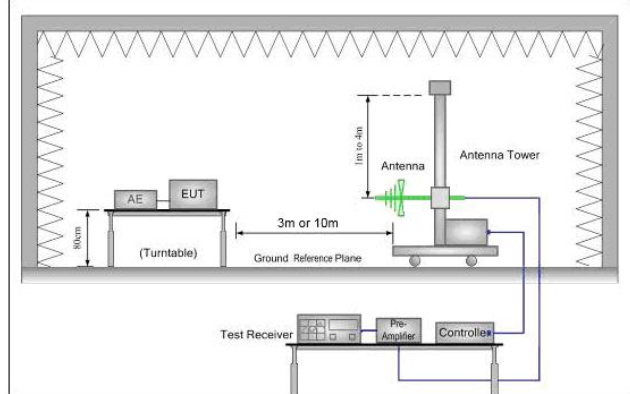 1m to 4m
Antenna
Antenna Tower
AE
EUT
80cm
(Turntable)
3m or 10m
Ground Reference Plane
Test Receiver
Pre-
Amplifier
Controller